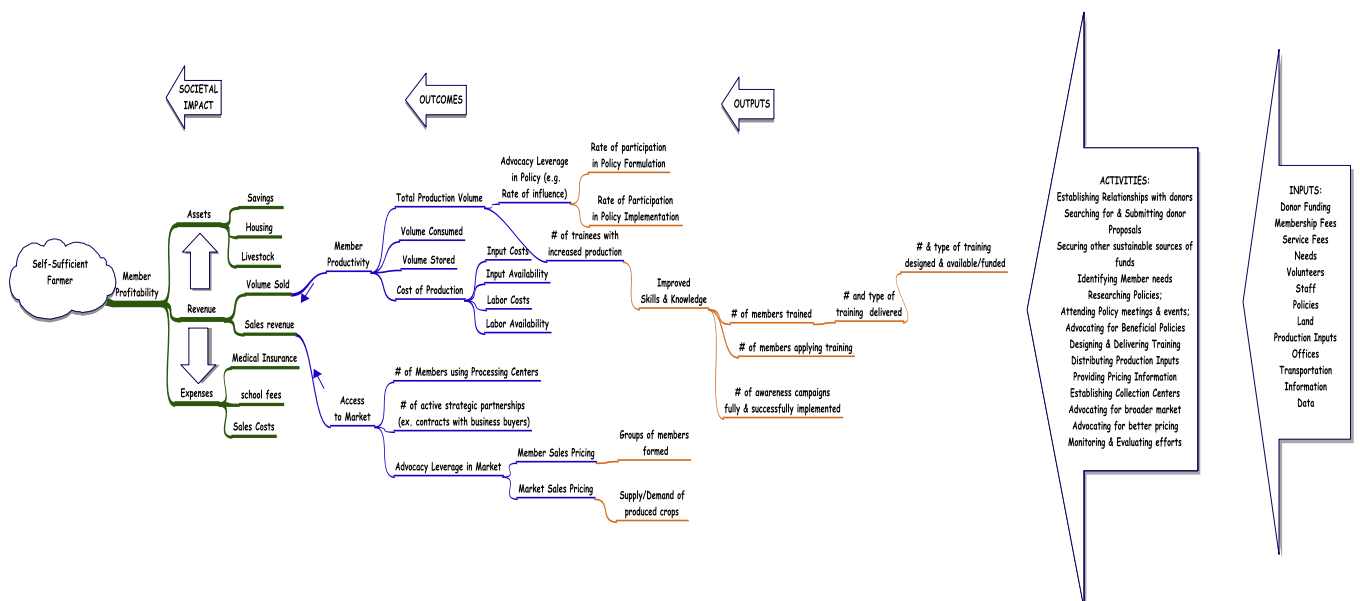 SOCIETAL
IMPACT
OUTCOMES
OUTPUTS
Self-Sufficient
Farmer
Member
Profitability
Assets
Savings
Housing
Livestock
Revenue
Volume Sold
Sales revenue
Expenses
Medical Insurance
school fees
Sales Costs
Member
Productivity
Total Production Volume
Volume Consumed
Volume Stored
Cost of Production
Advocacy Leverage
in Policy (e.g.
Rate of influence)
Rate of participation
in Policy Formulation
Rate of Participation
in Policy Implementation
# of trainees with
increased production
Input Costs
Input Availability
Labor Costs
Labor Availability
Improved
Skills & Knowledge
# of members trained
# and type of
training delivered
# & type of training
designed & available/funded
# of members applying training
# of awareness campaigns
fully & successfully implemented
Access
to Market
# of Members using Processing Centers
# of active strategic partnerships
(ex. contracts with business buyers)
Advocacy Leverage in Market
Member Sales Pricing
Groups of members
formed
Market Sales Pricing
Supply/Demand of
produced crops
ACTIVITIES:
Establishing Relationships with donors
Searching for & Submitting donor
Proposals
Securing other sustainable sources of
funds
Identifying Member needs
Researching Policies;
Attending Policy meetings & events;
Advocating for Beneficial Policies
Designing & Delivering Training
Distributing Production Inputs
Providing Pricing Information
Establishing Collection Centers
Advocating for broader market
Advocating for better pricing
Monitoring & Evaluating efforts
INPUTS:
Donor Funding
Membership Fees
Service Fees
Needs
Volunteers
Staff
Policies
Land
Production Inputs
Offices
Transportation
Information
Data